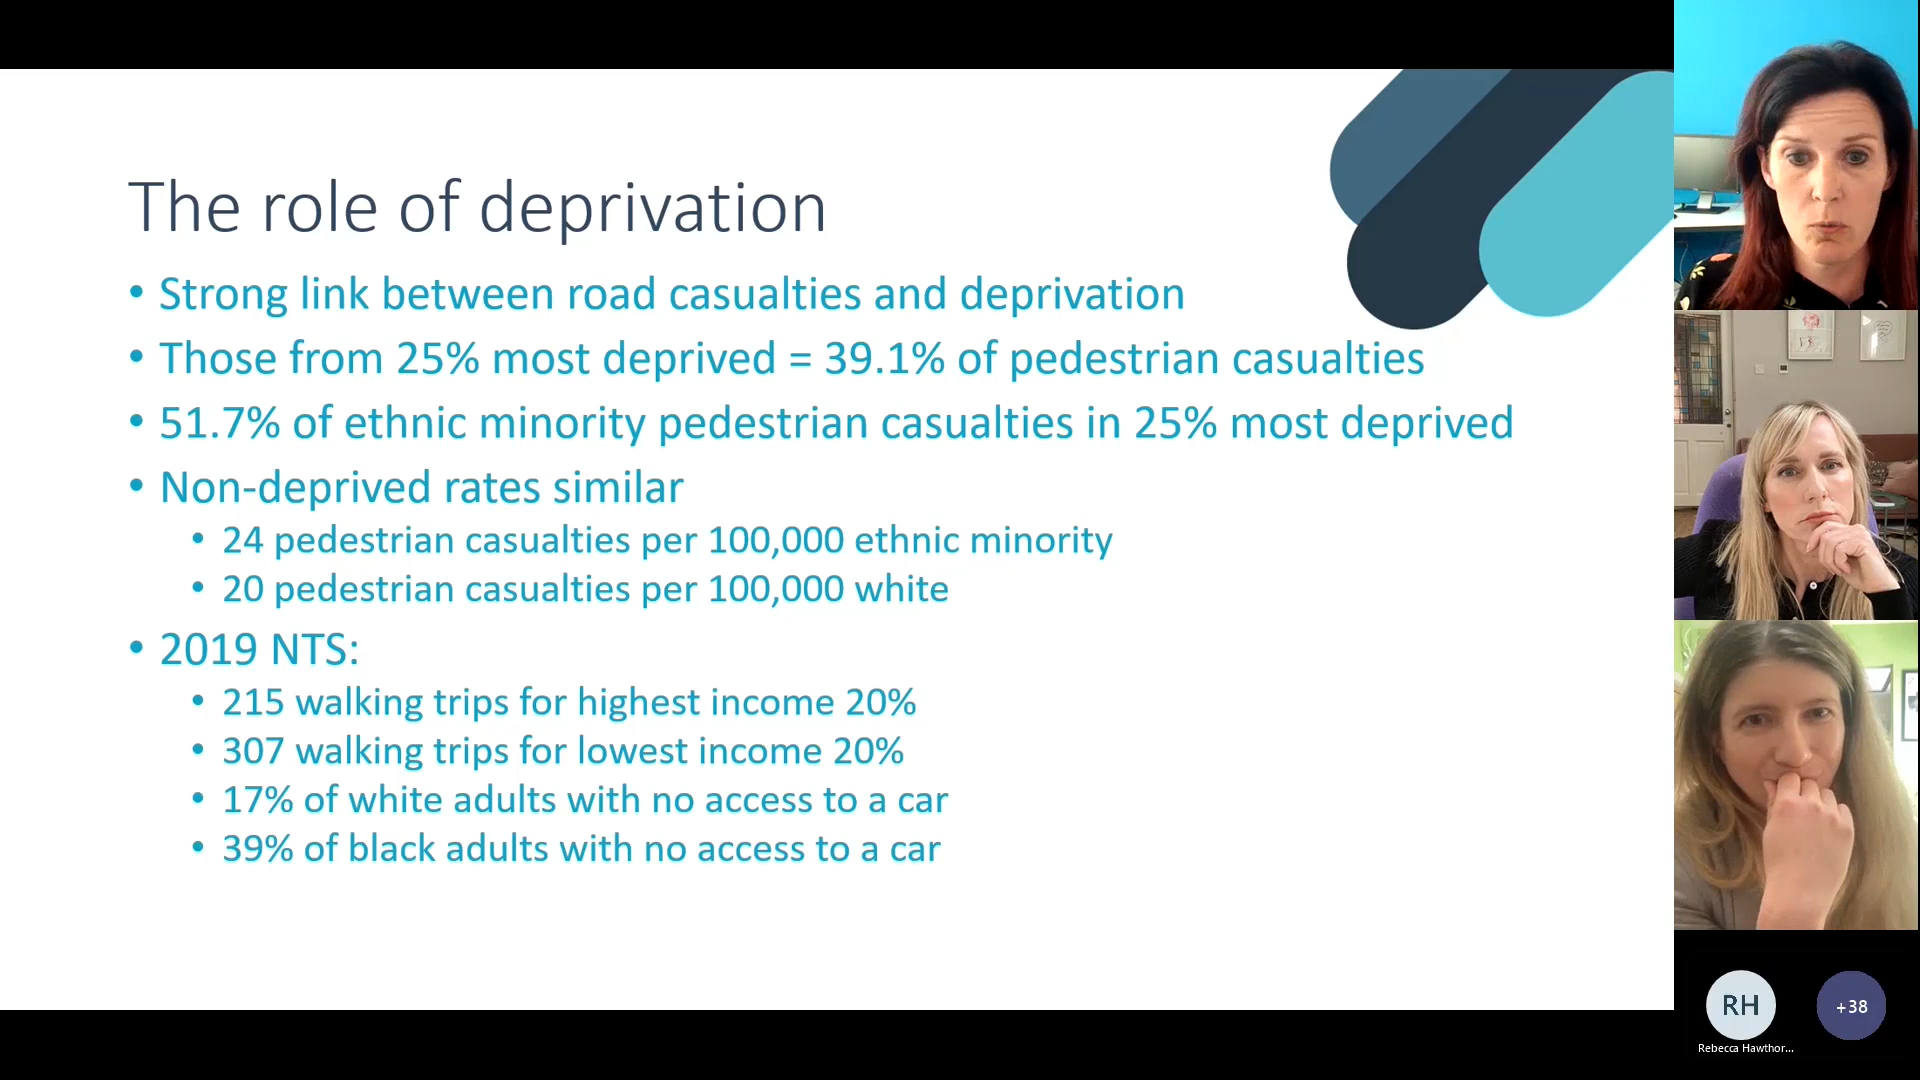 The role of deprivation
• Strong link between road casualties and deprivation
• Those from 25% most deprived = 39.1% of pedestrian casualties
• 51.7% of ethnic minority pedestrian casualties in 25% most deprived
• Non-deprived rates similar
• 24 pedestrian casualties per 100,000 ethnic minority
• 20 pedestrian casualties per 100,000 white
• 2019 NTS:
• 215 walking trips for highest income 20%
• 307 walking trips for lowest income 20%
• 17% of white adults with no access to a car
• 39% of black adults with no access to a car
RH
+38
Rebecca Hawthor...